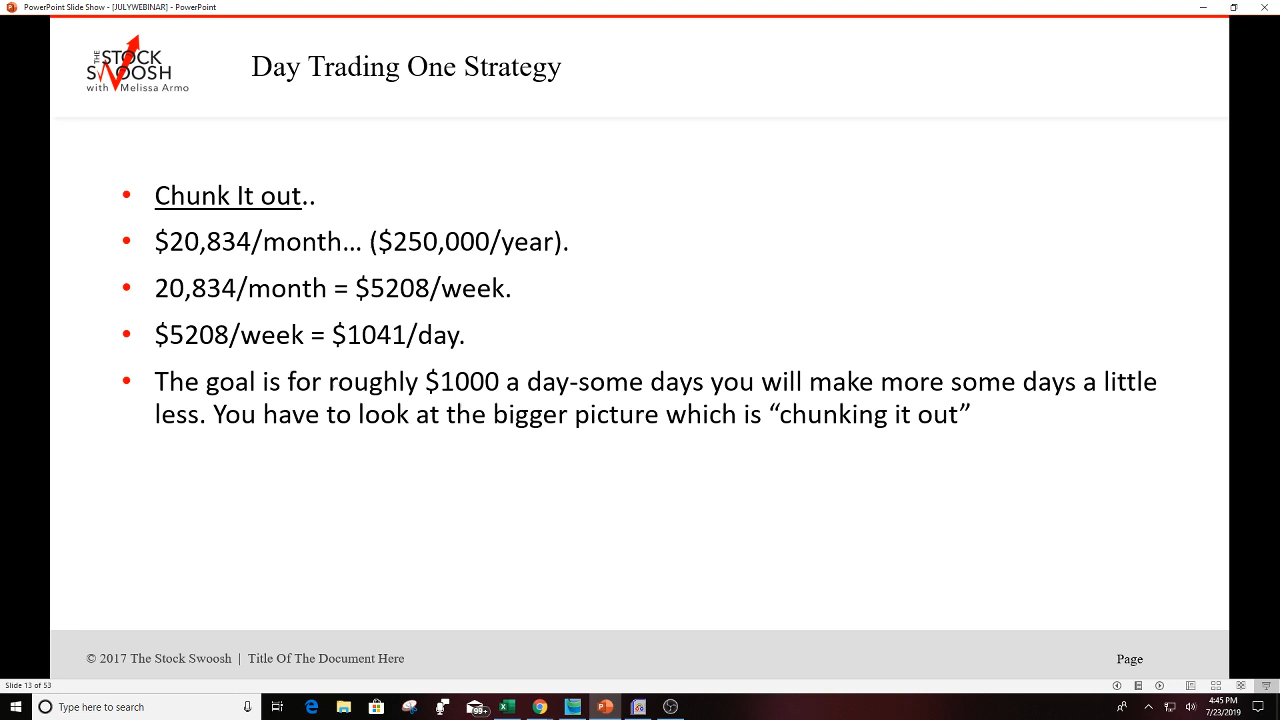 PowerPoint Slide Show - [JULYWEBINAR] - PowerPoint
THE
STOCK
SWOOSH
with Melissa Armo
Day Trading One Strategy
• Chunk It out..
• $20,834/month... ($250,000/year).
• 20,834/month = $5208/week.
• $5208/week = $1041/day.
• The goal is for roughly $1000 a day-some days you will make more some days a little
less. You have to look at the bigger picture which is “chunking it out”
© 2017 The Stock Swoosh | Title Of The Document Here
Page
Slide 13 of 53
Type here to search
99+
4:45 PM
7/23/2019